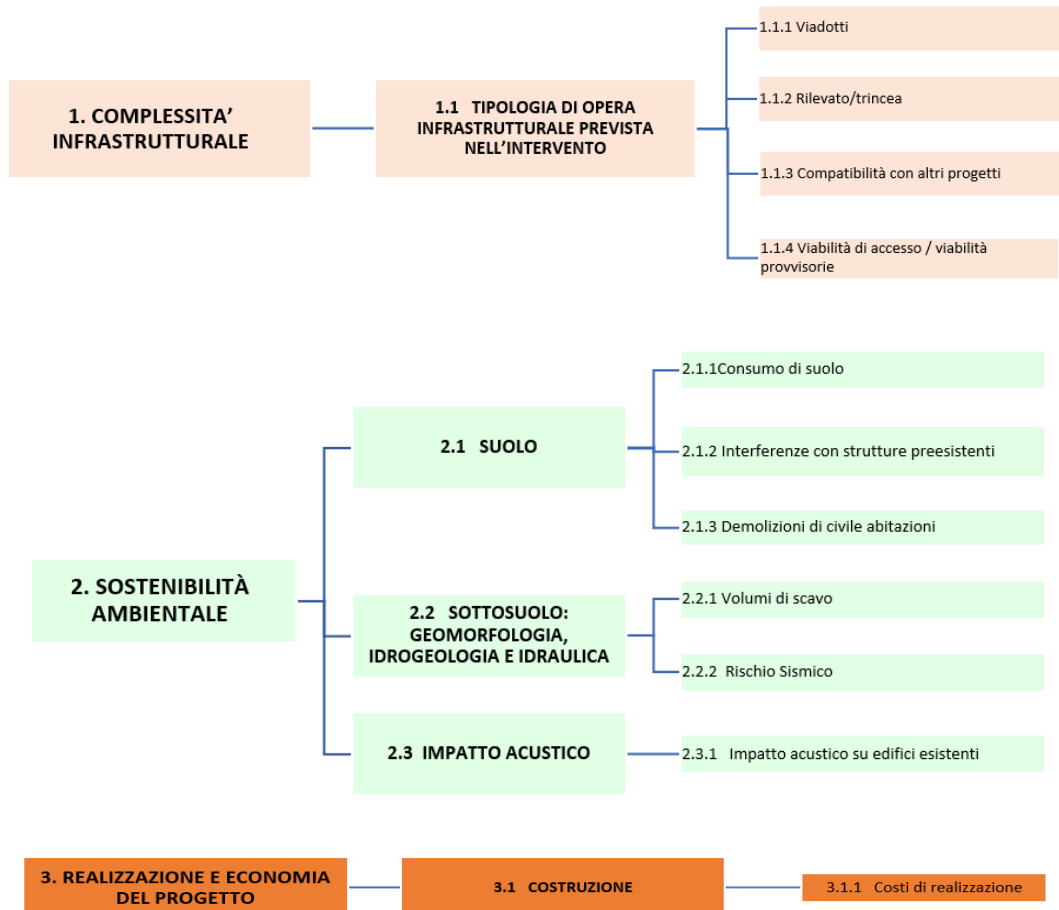 1. COMPLESSITA’
INFRASTRUTTURALE
1.1 TIPOLOGIA DI OPERA
INFRASTRUTTURALE PREVISTA
NELL’INTERVENTO
1.1.1 Viadotti
1.1.2 Rilevato/trincea
1.1.3 Compatibilità con altri progetti
1.1.4 Viabilità di accesso / viabilità
provvisorie
2. SOSTENIBILITÀ
AMBIENTALE
2.1 SUOLO
2.1.1Consumo di suolo
2.1.2 Interferenze con strutture preesistenti
2.1.3 Demolizioni di civile abitazioni
2.2 SOTTOSUOLO:
GEOMORFOLOGIA,
IDROGEOLOGIA E IDRAULICA
2.2.1 Volumi di scavo
2.2.2 Rischio Sismico
2.3 IMPATTO ACUSTICO
2.3.1 Impatto acustico su edifici esistenti
3. REALIZZAZIONE E ECONOMIA
DEL PROGETTO
3.1 COSTRUZIONE
3.1.1 Costi di realizzazione